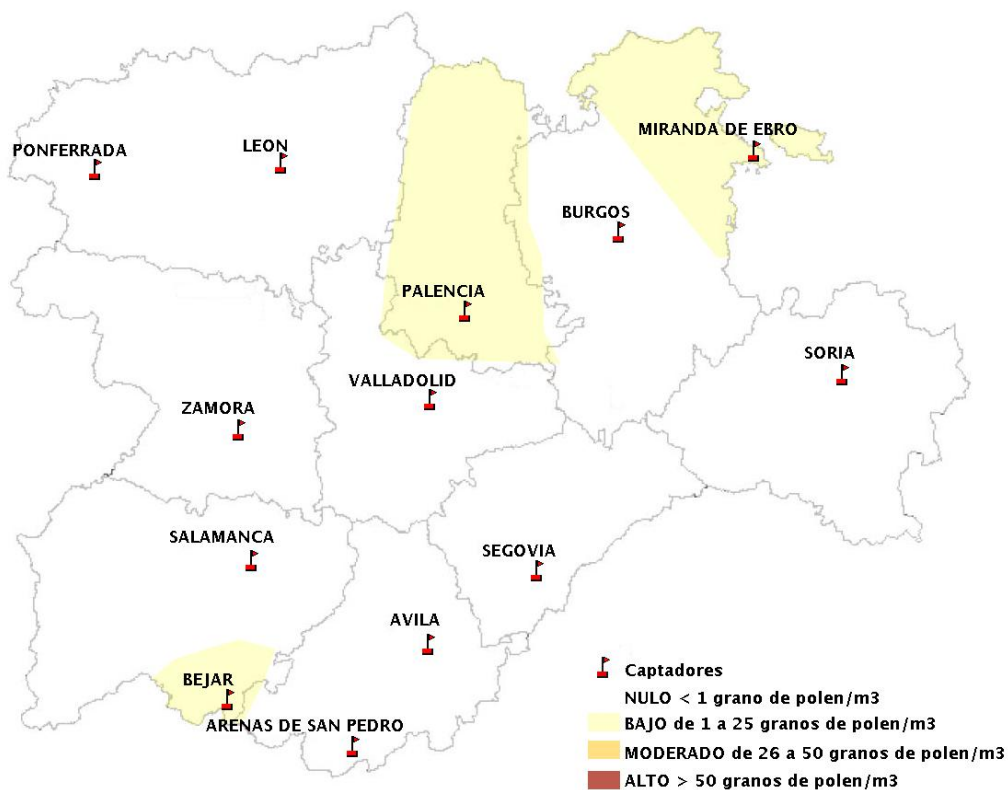 MIRANDA DE EBRO
PONFERRADA
LEON
BURGOS
PALENCIA
SORIA
VALLADOLID
ZAMORA
SALAMANCA
SEGOVIA
AVILA
BEJAR
ARENAS DE SAN PEDRO
Captadores
NULO < 1 grano de polen/m3
BAJO de 1 a 25 granos de polen/m3
MODERADO de 26 a 50 granos de polen/m3
ALTO > 50 granos de polen/m3